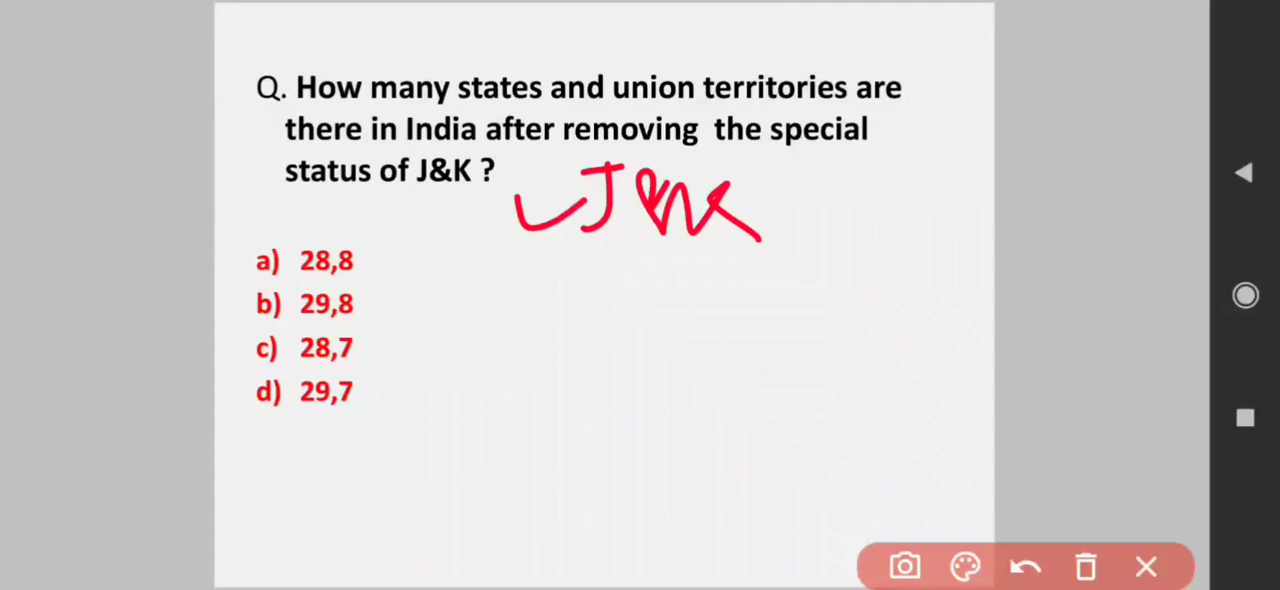 Q. How many states and union territories are
there in India after removing the special
status of J&K ?
J&K
a) 28,8
b) 29,8
c) 28,7
d) 29,7